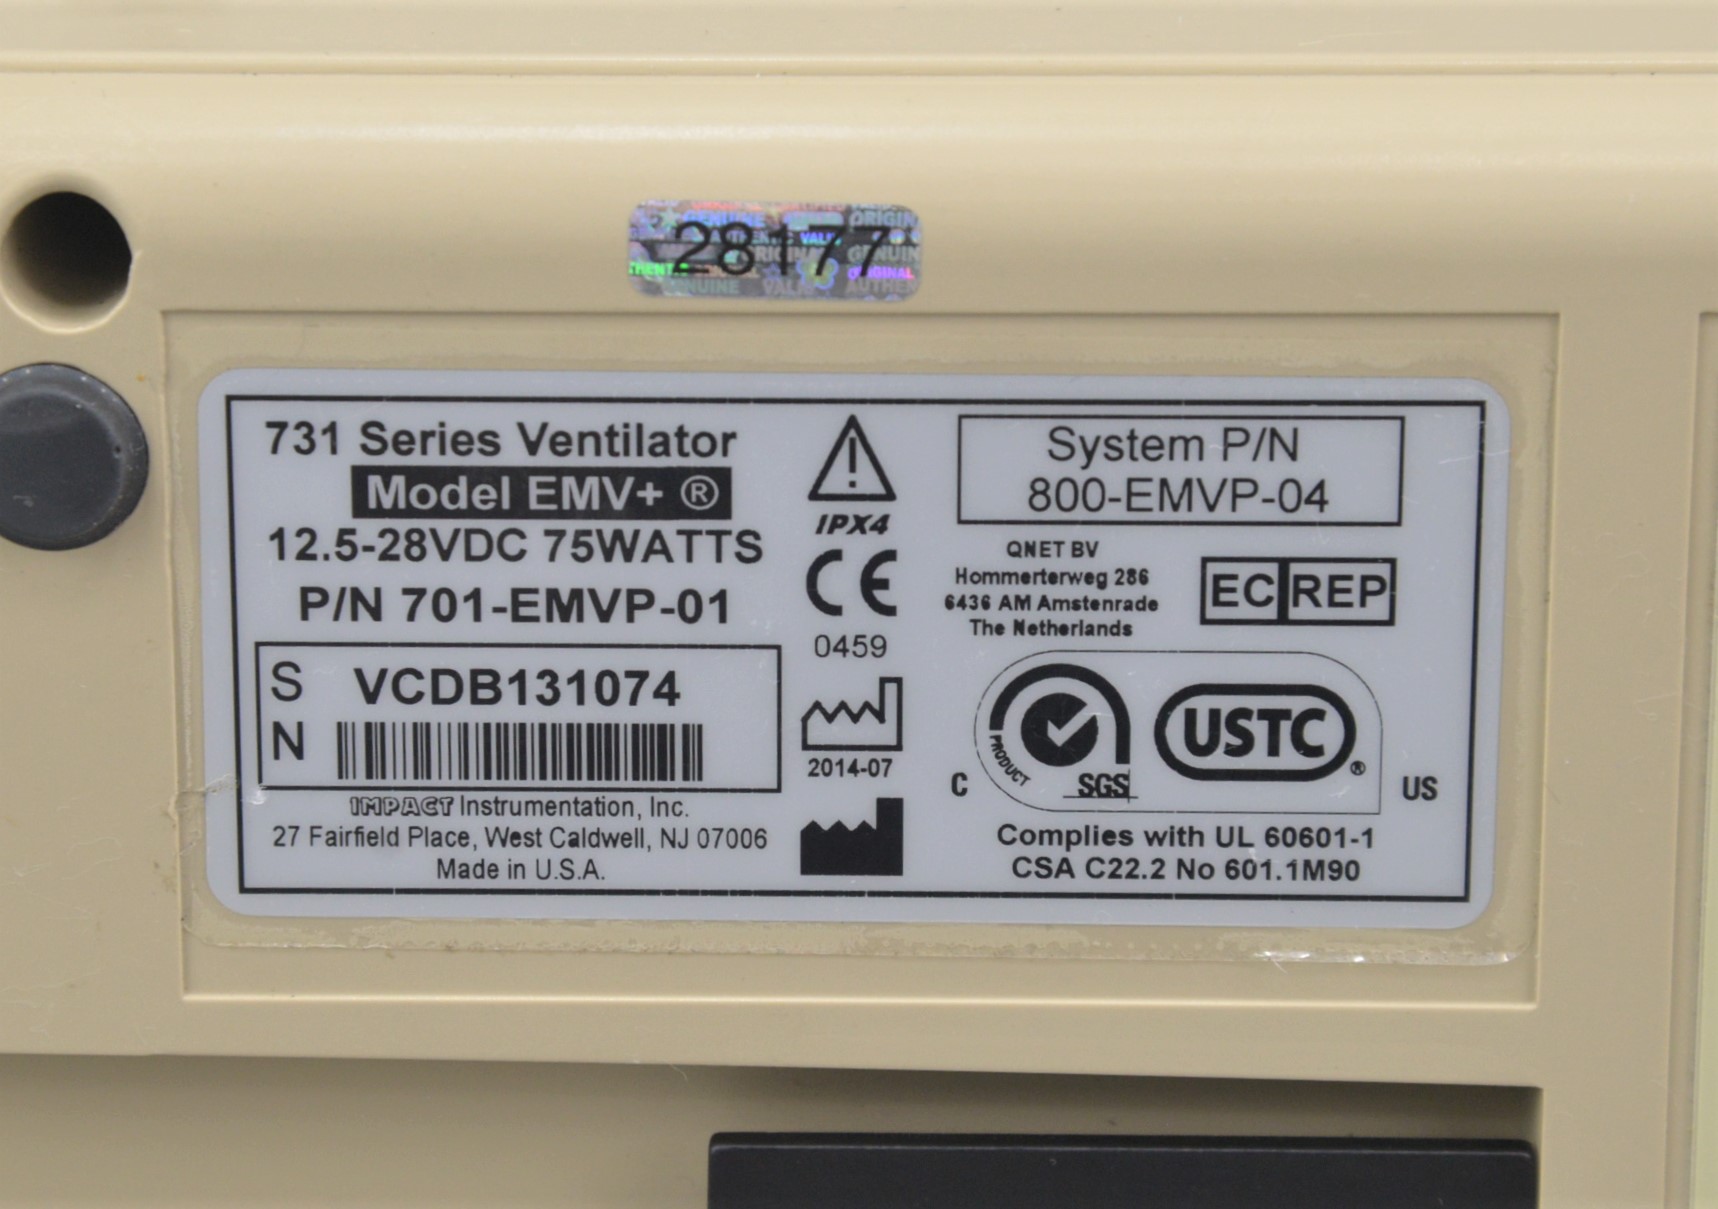 28177
731 Series Ventilator
Model EMV+ ®
12.5-28VDC 75WATTS
P/N 701-EMVP-01
S N
VCDB131074
IMPACT Instrumentation, Inc.
27 Fairfield Place, West Caldwell, NJ 07006
Made in U.S.A.
IPX4
CE
0459
2014-07
System P/N
800-EMVP-04
QNET BV
Hommerterweg 286
6436 AM Amstenrade
The Netherlands
EC REP
PRODUCT
SGS
USTC ®
C
US
Complies with UL 60601-1
CSA C22.2 No 601.1M90